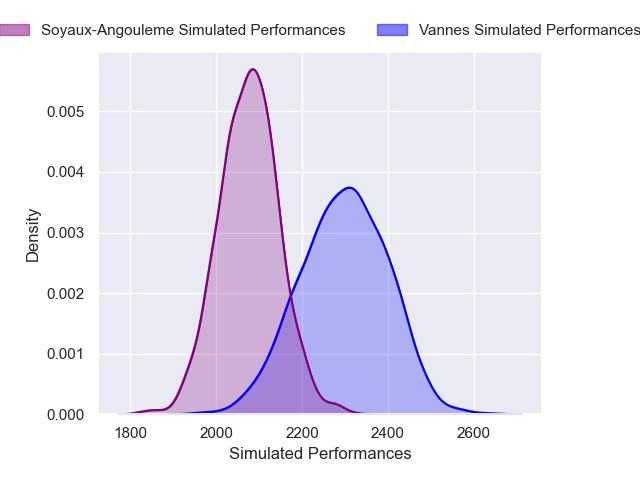 Soyaux-Angouleme Simulated Performances
Vannes Simulated Performances
0.005
0.004
0.003
0.002
0.001
0.000
Density
1800
2000
2200
2400
2600
Simulated Performances